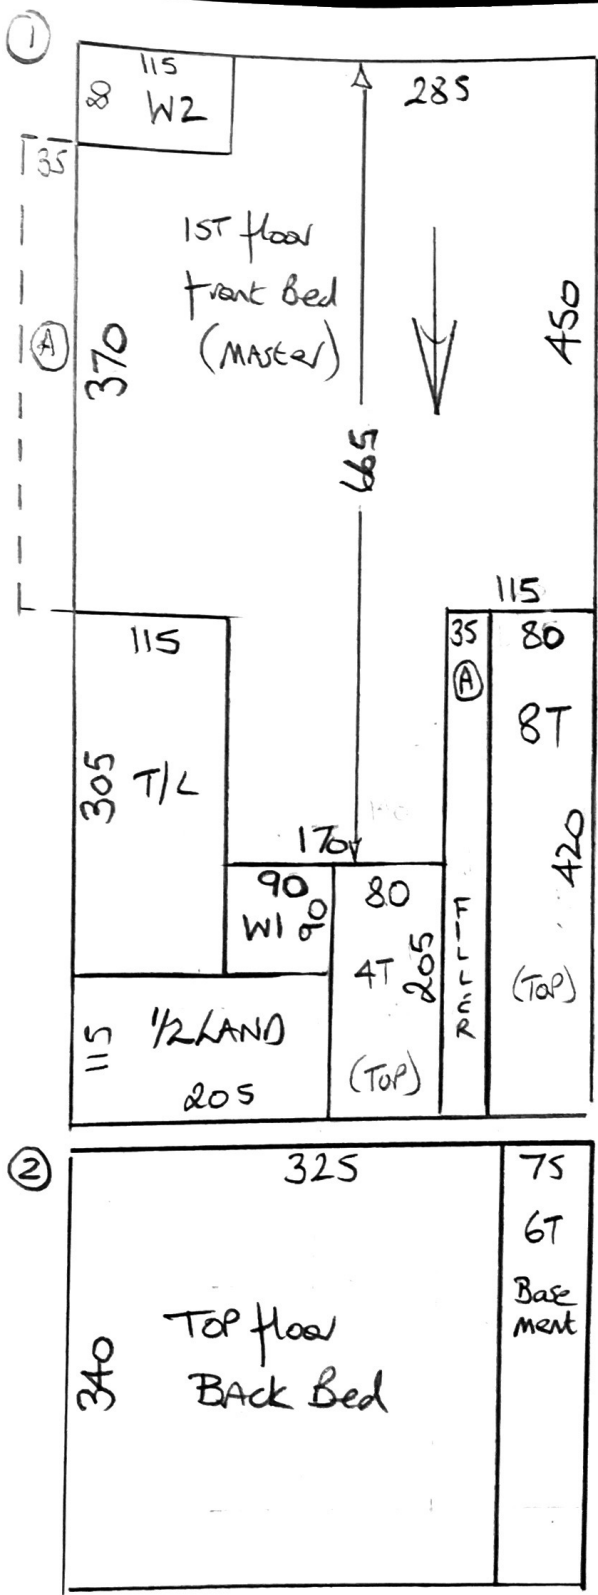 1
115
80 W2
285
35
1ST floor
front Bed
(MASter)
A
370
450
665
115
115
35
80
A
8T
305
T/L
170
90
80
W1
90
4T
205
420
FILLER
(TOP)
115
1/2 LAND
205
(TOP)
2
325
75
6T
Base
ment
TOP floor
BACK Bed
340